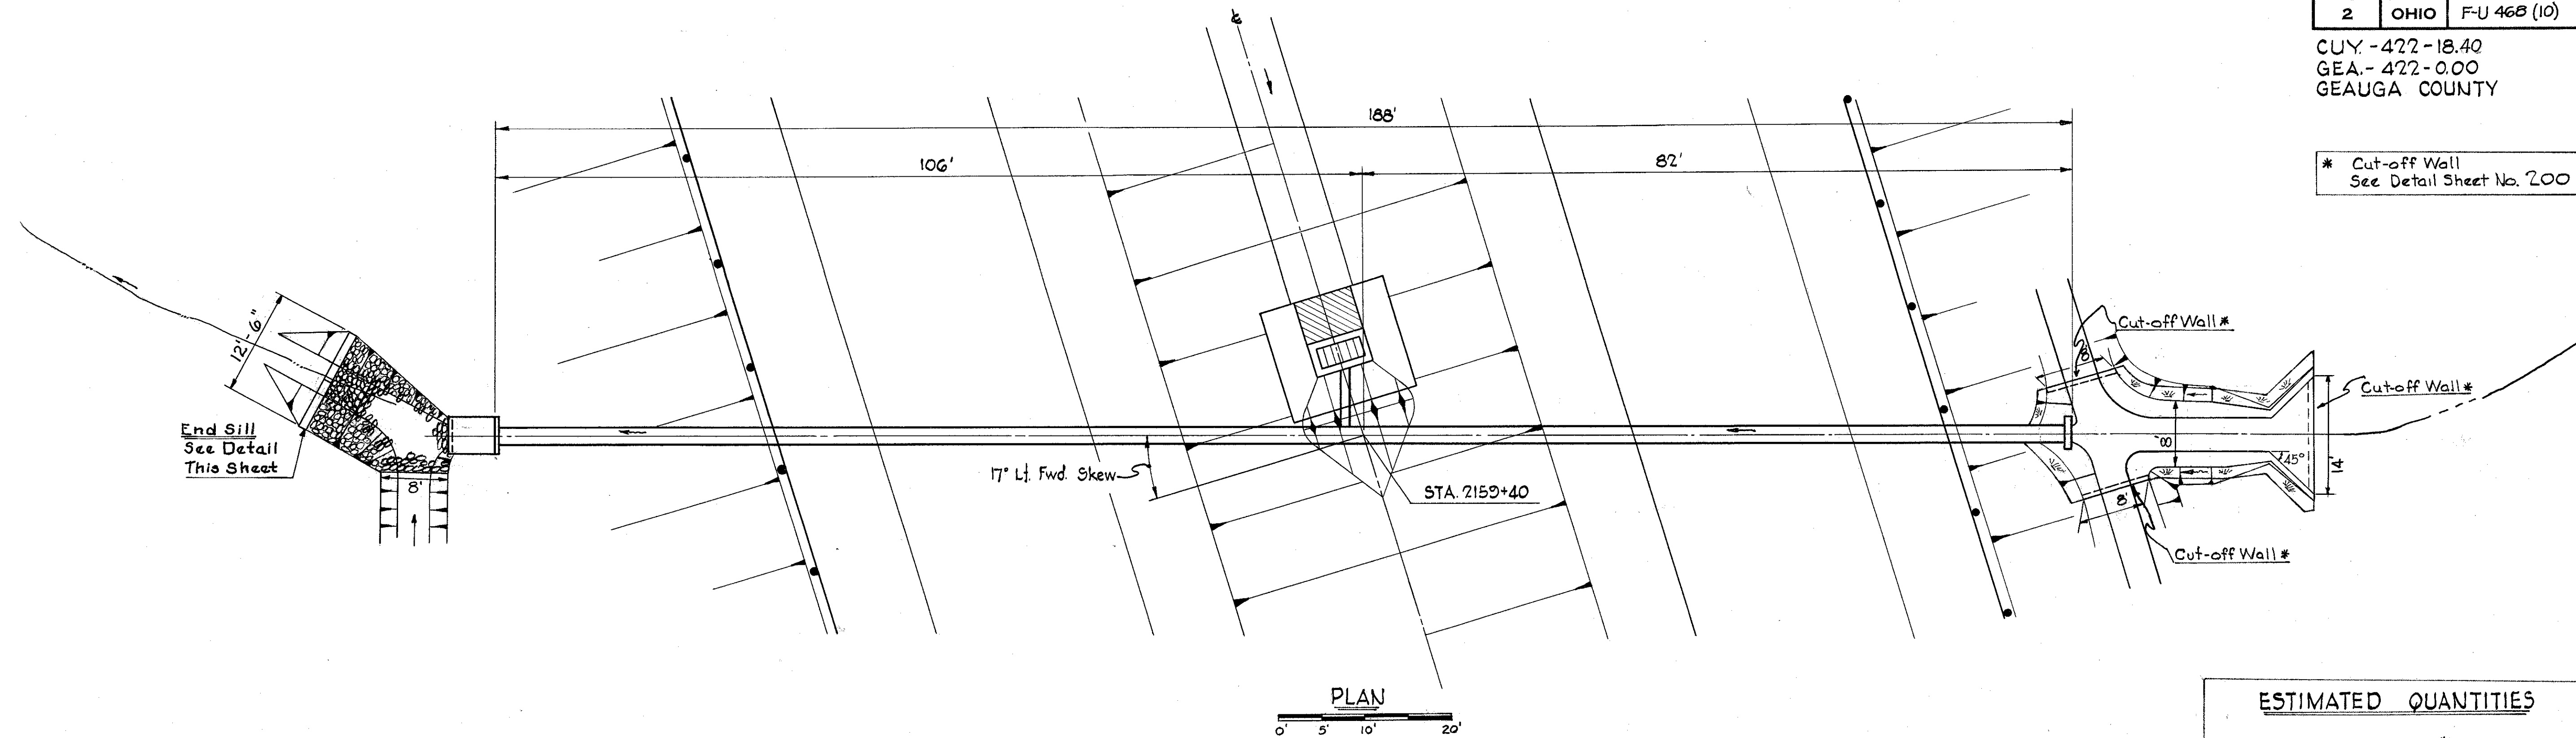 2 OHIO F-U 468 (10)
CUY.-422-18.40
GEA.-422-0.00
GEAUGA COUNTY
* Cut-off Wall
See Detail Sheet No. 200
188'
106'
82'
12'-6"
End Sill
See Detail
This Sheet
8'
17° Lf. Fwd. Skew
STA. 2159+40
Cut-off Wall *
8'
Cut-off Wall *
8'
45°
14'
8'
Cut-off Wall *
PLAN
0' 5' 10' 20'
ESTIMATED QUANTITIES